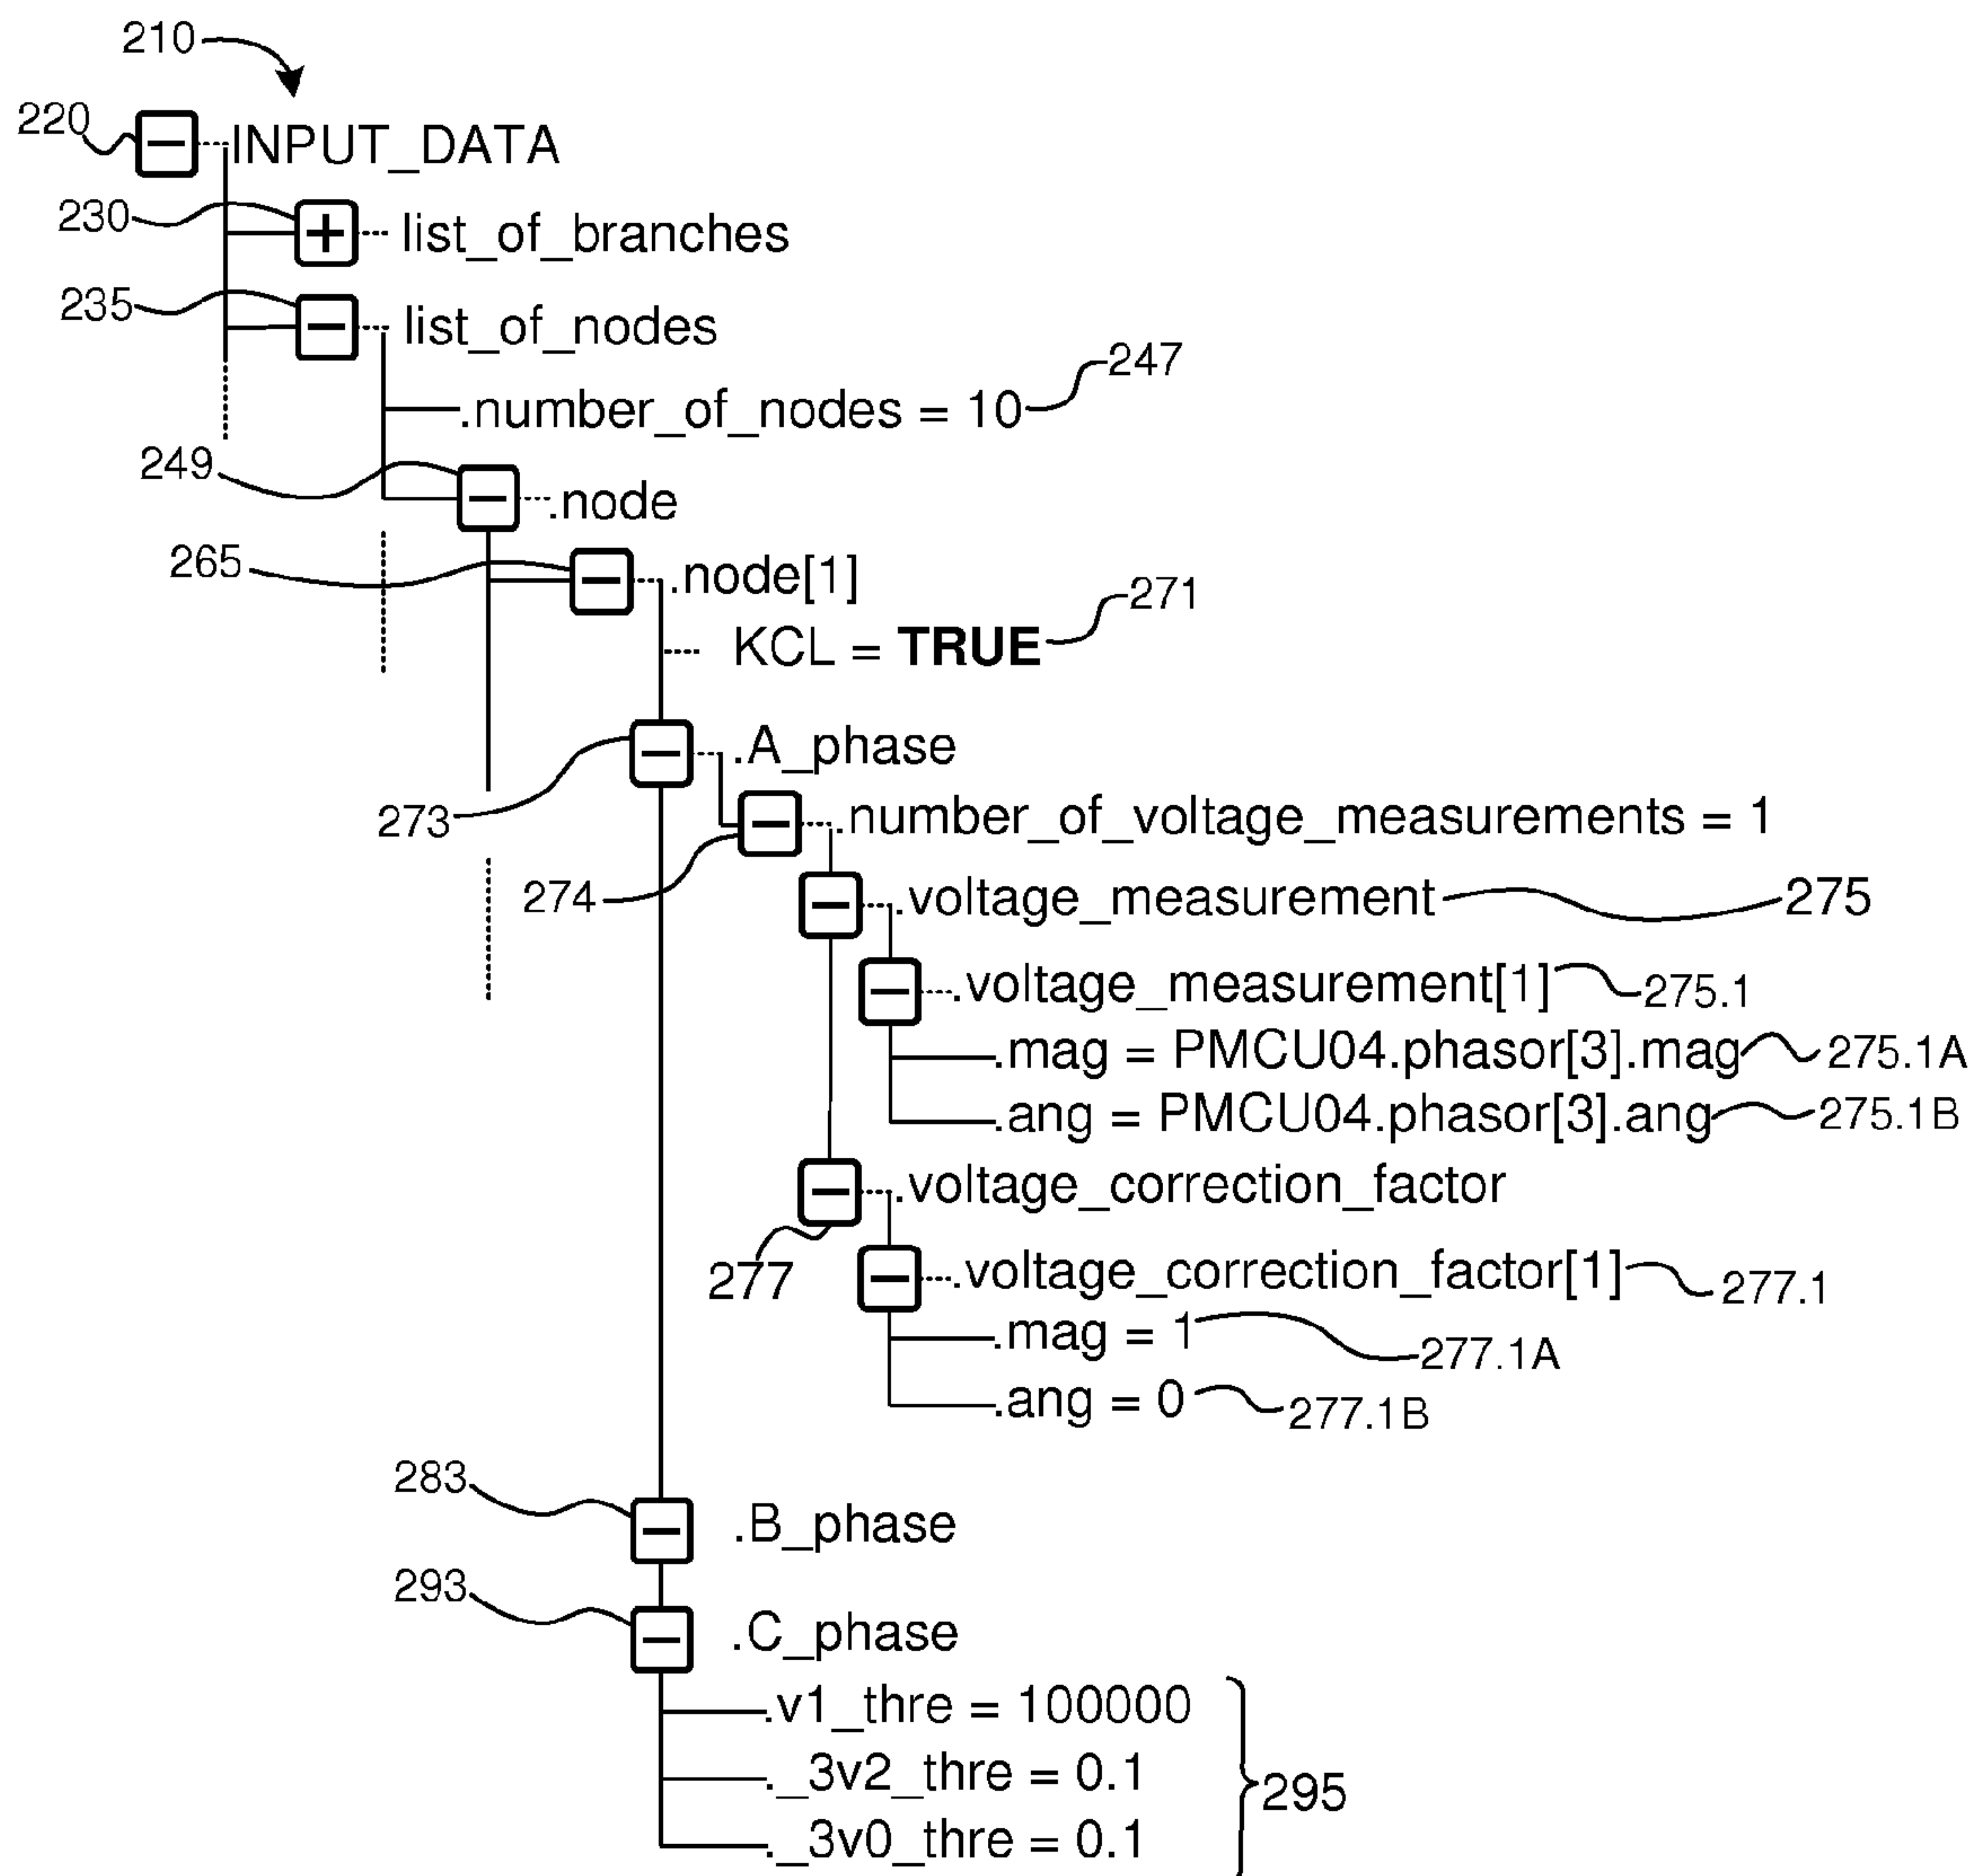 210
220 INPUT_DATA
230 list_of_branches
235 list_of_nodes
.number_of_nodes = 10 247
249 .node
265 .node[1]
KCL = TRUE 271
273 .A_phase
274 .number_of_voltage_measurements = 1
.voltage_measurement 275
.voltage_measurement[1] 275.1
.mag = PMCU04.phasor[3].mag 275.1A
.ang = PMCU04.phasor[3].ang 275.1B
277 .voltage_correction_factor
.voltage_correction_factor[1] 277.1
.mag = 1 277.1A
.ang = 0 277.1B
283 .B_phase
293 .C_phase
.v1_thre = 100000
._3v2_thre = 0.1 295
._3v0_thre = 0.1